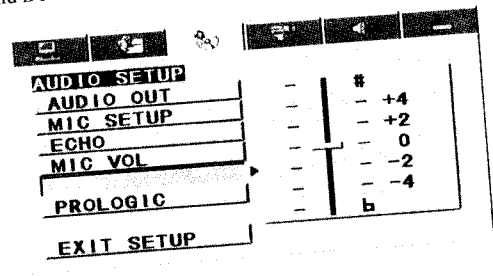 AUDIO SETUP
AUDIO OUT
MIC SETUP
ECHO
MIC VOL
PROLOGIC
EXIT SETUP
#
+4
+2
0
-2
-4
b